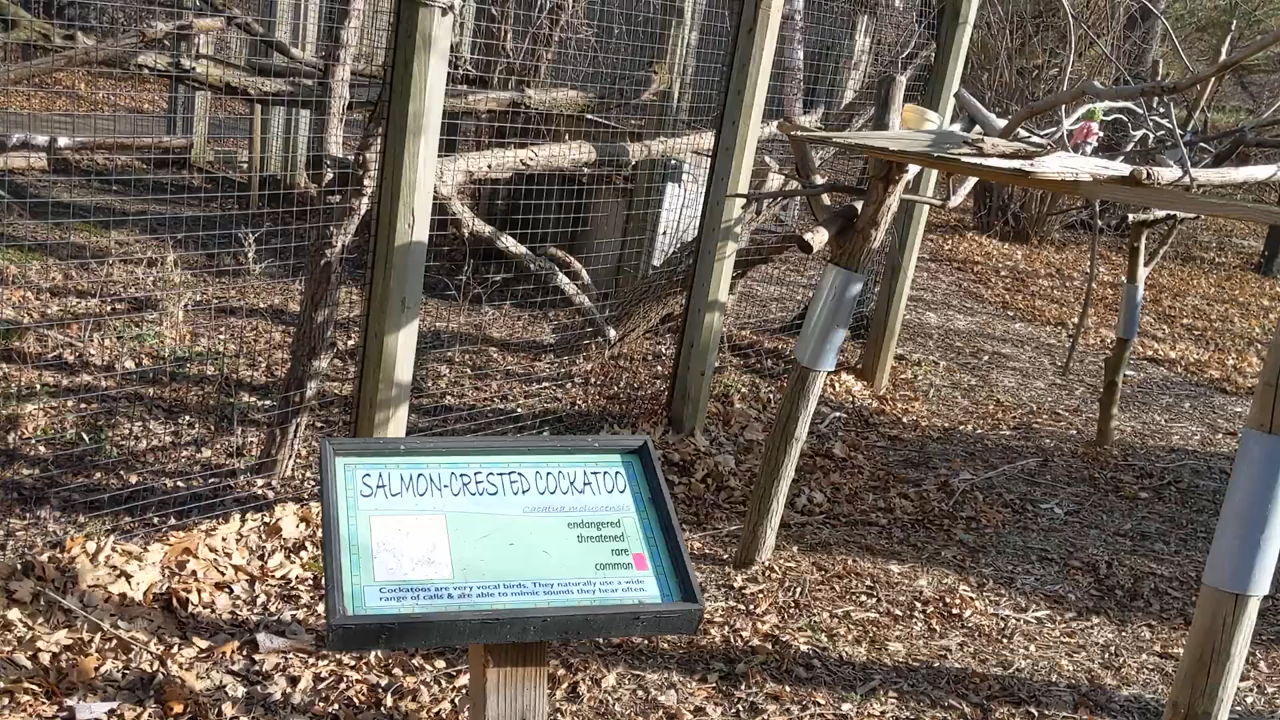 SALMON-CRESTED COCKATOO
Cacatua moluccensis
endangered
threatened
rare
common
Cockatoos are very vocal birds. They naturally use a wide
range of calls & are able to mimic sounds they hear often.